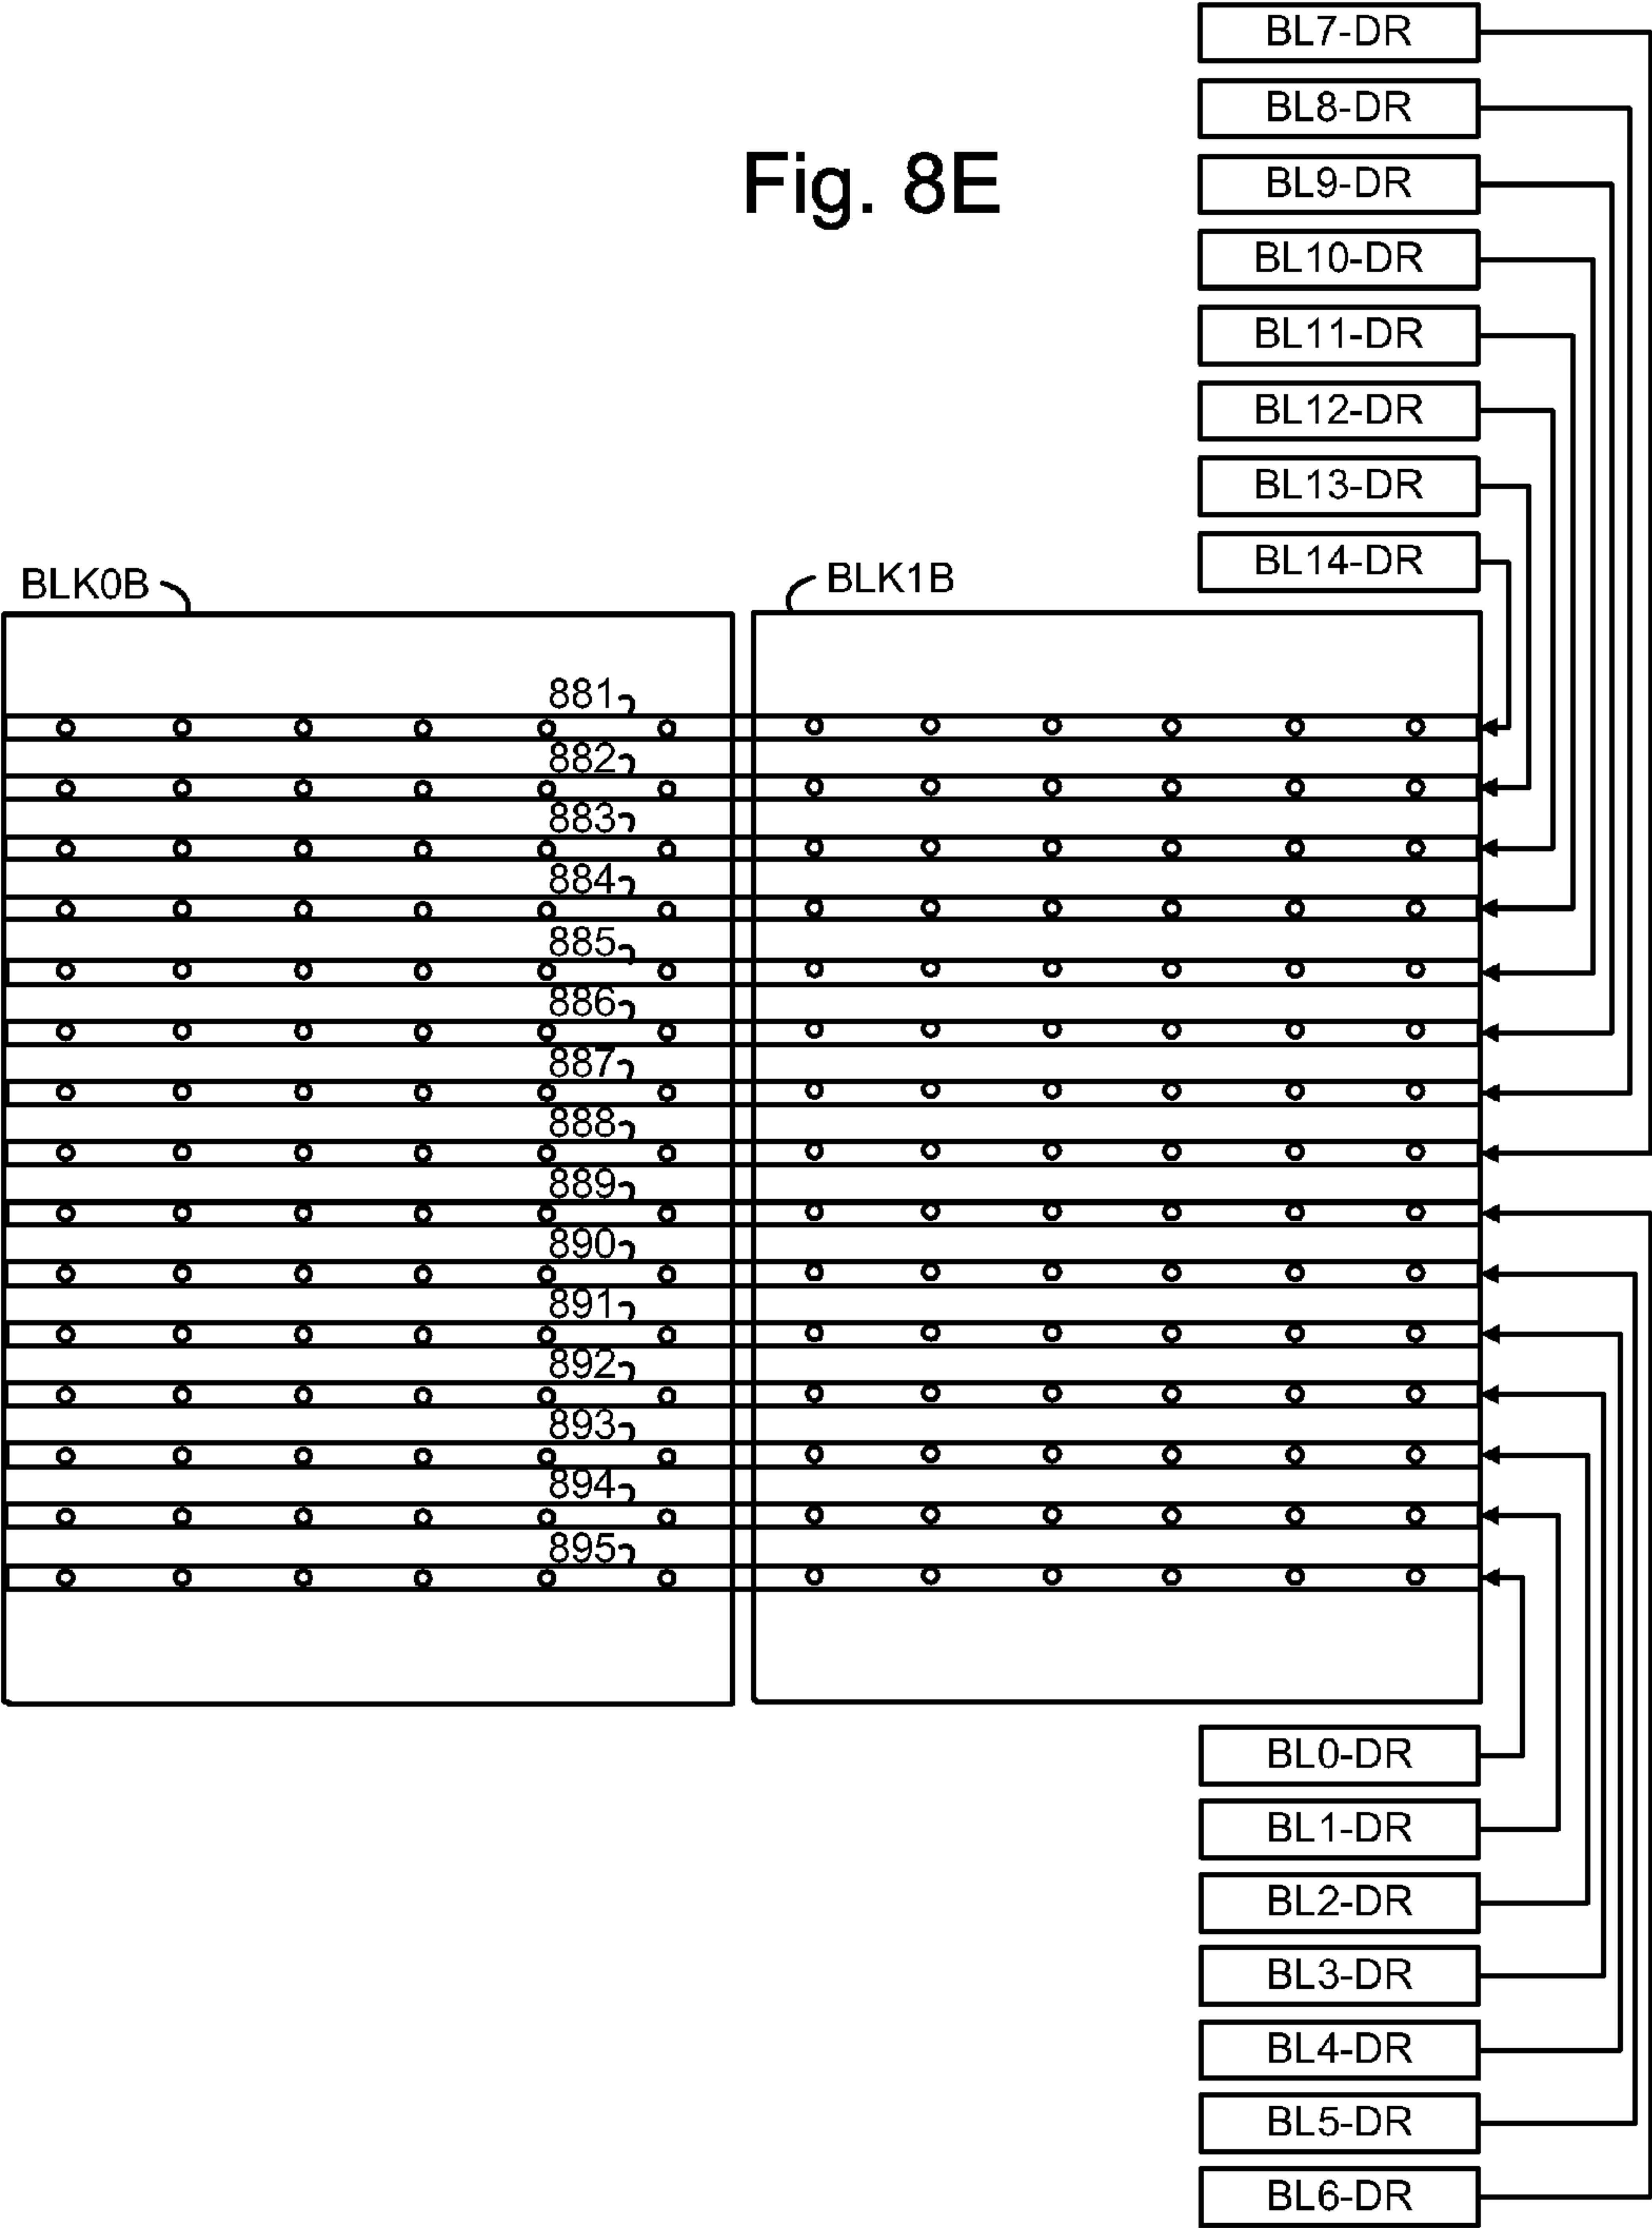 BL7-DR
BL8-DR
Fig. 8E
BL9-DR
BL10-DR
BL11-DR
BL12-DR
BL13-DR
BL14-DR
BLK0B
BLK1B
881
882
883
884
885
886
887
888
889
890
891
892
893
894
895
BL0-DR
BL1-DR
BL2-DR
BL3-DR
BL4-DR
BL5-DR
BL6-DR